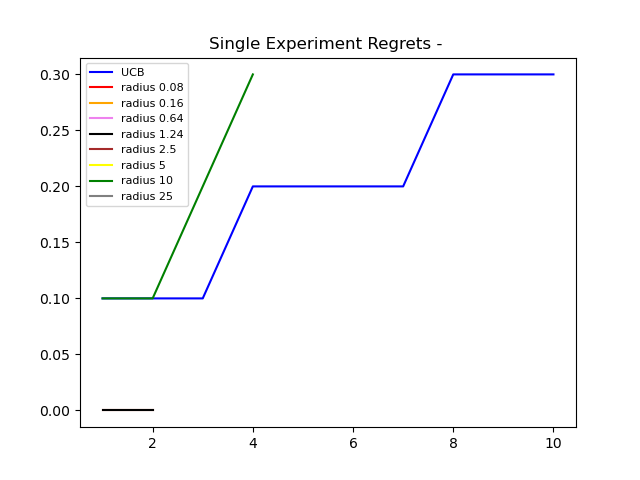 Single Experiment Regrets -
0.30
0.25
0.20
0.15
0.10
0.05
0.00
UCB
radius 0.08
radius 0.16
radius 0.64
radius 1.24
radius 2.5
radius 5
radius 10
radius 25
2 4 6 8 10